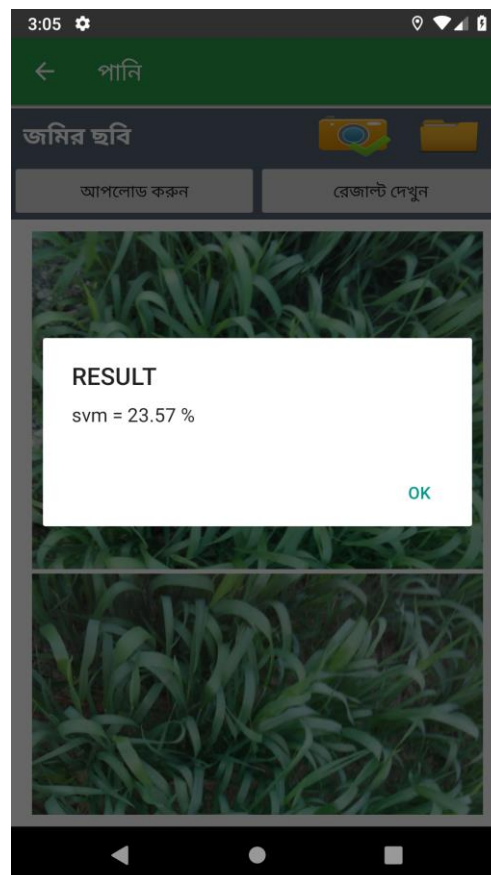 3:05
পানি
জমির ছবি
আপলোড করুন রেজাল্ট দেখুন
RESULT
svm = 23.57 %
OK